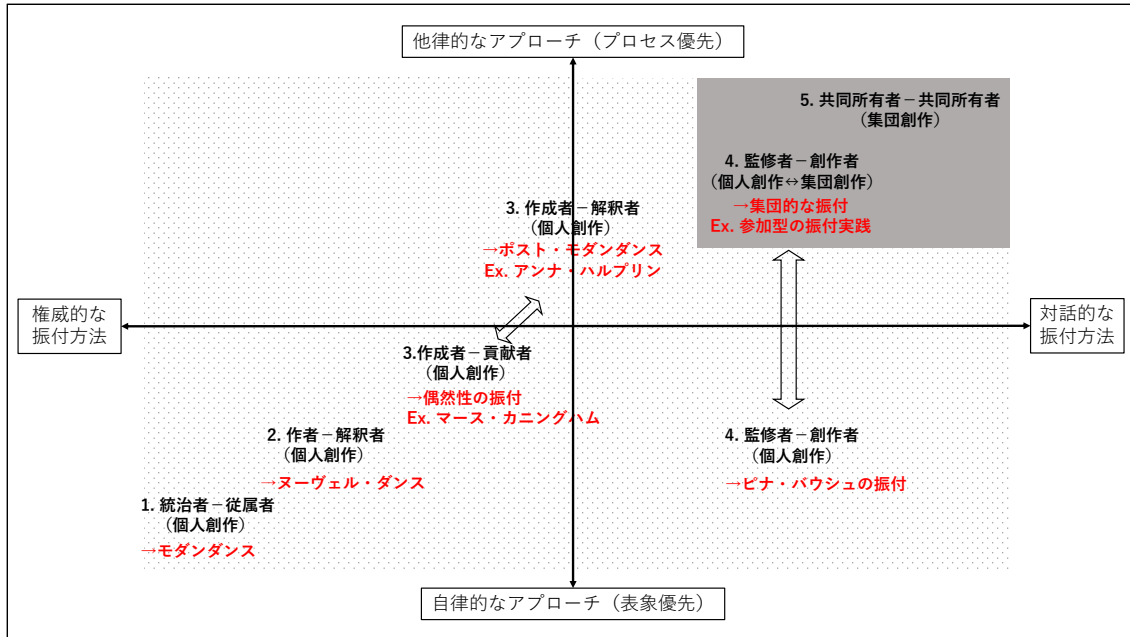 他律的なアプローチ（プロセス優先）
5. 共同所有者－共同所有者
（集団創作）
4. 監修者－創作者
（個人創作↔集団創作）
→集団的な振付
Ex. 参加型の振付実践
3. 作成者－解釈者
（個人創作）
→ポスト・モダンダンス
Ex. アンナ・ハルプリン
権威的な
振付方法
対話的な
振付方法
3.作成者－貢献者
（個人創作）
→偶然性の振付
Ex. マース・カニングハム
2. 作者－解釈者
（個人創作）
→ヌーヴェル・ダンス
4. 監修者－創作者
（個人創作）
→ピナ・バウシュの振付
1. 統治者－従属者
（個人創作）
→モダンダンス
自律的なアプローチ（表象優先）